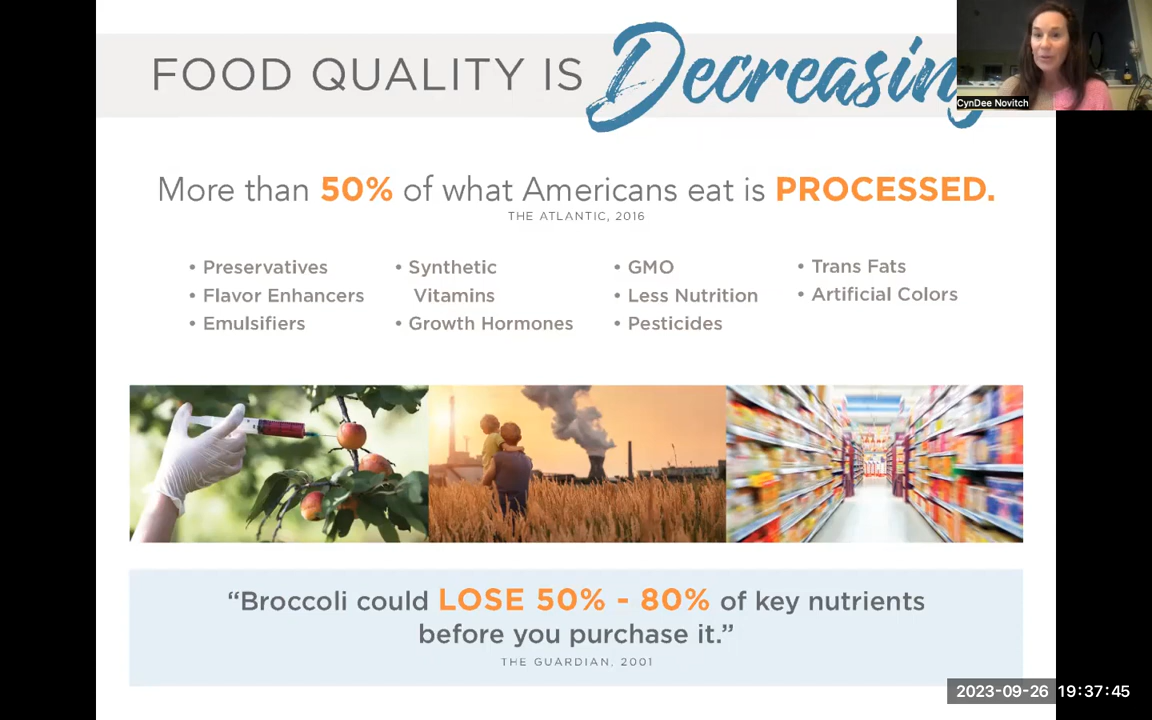 FOOD QUALITY IS Decreasing
CynDee Novitch
More than 50% of what Americans eat is PROCESSED.
THE ATLANTIC, 2016
• Preservatives
• Flavor Enhancers
• Emulsifiers
• Synthetic
Vitamins
• Growth Hormones
• GMO
• Less Nutrition
• Pesticides
• Trans Fats
• Artificial Colors
“Broccoli could LOSE 50% - 80% of key nutrients
before you purchase it.”
THE GUARDIAN, 2001
2023-09-26 19:37:45